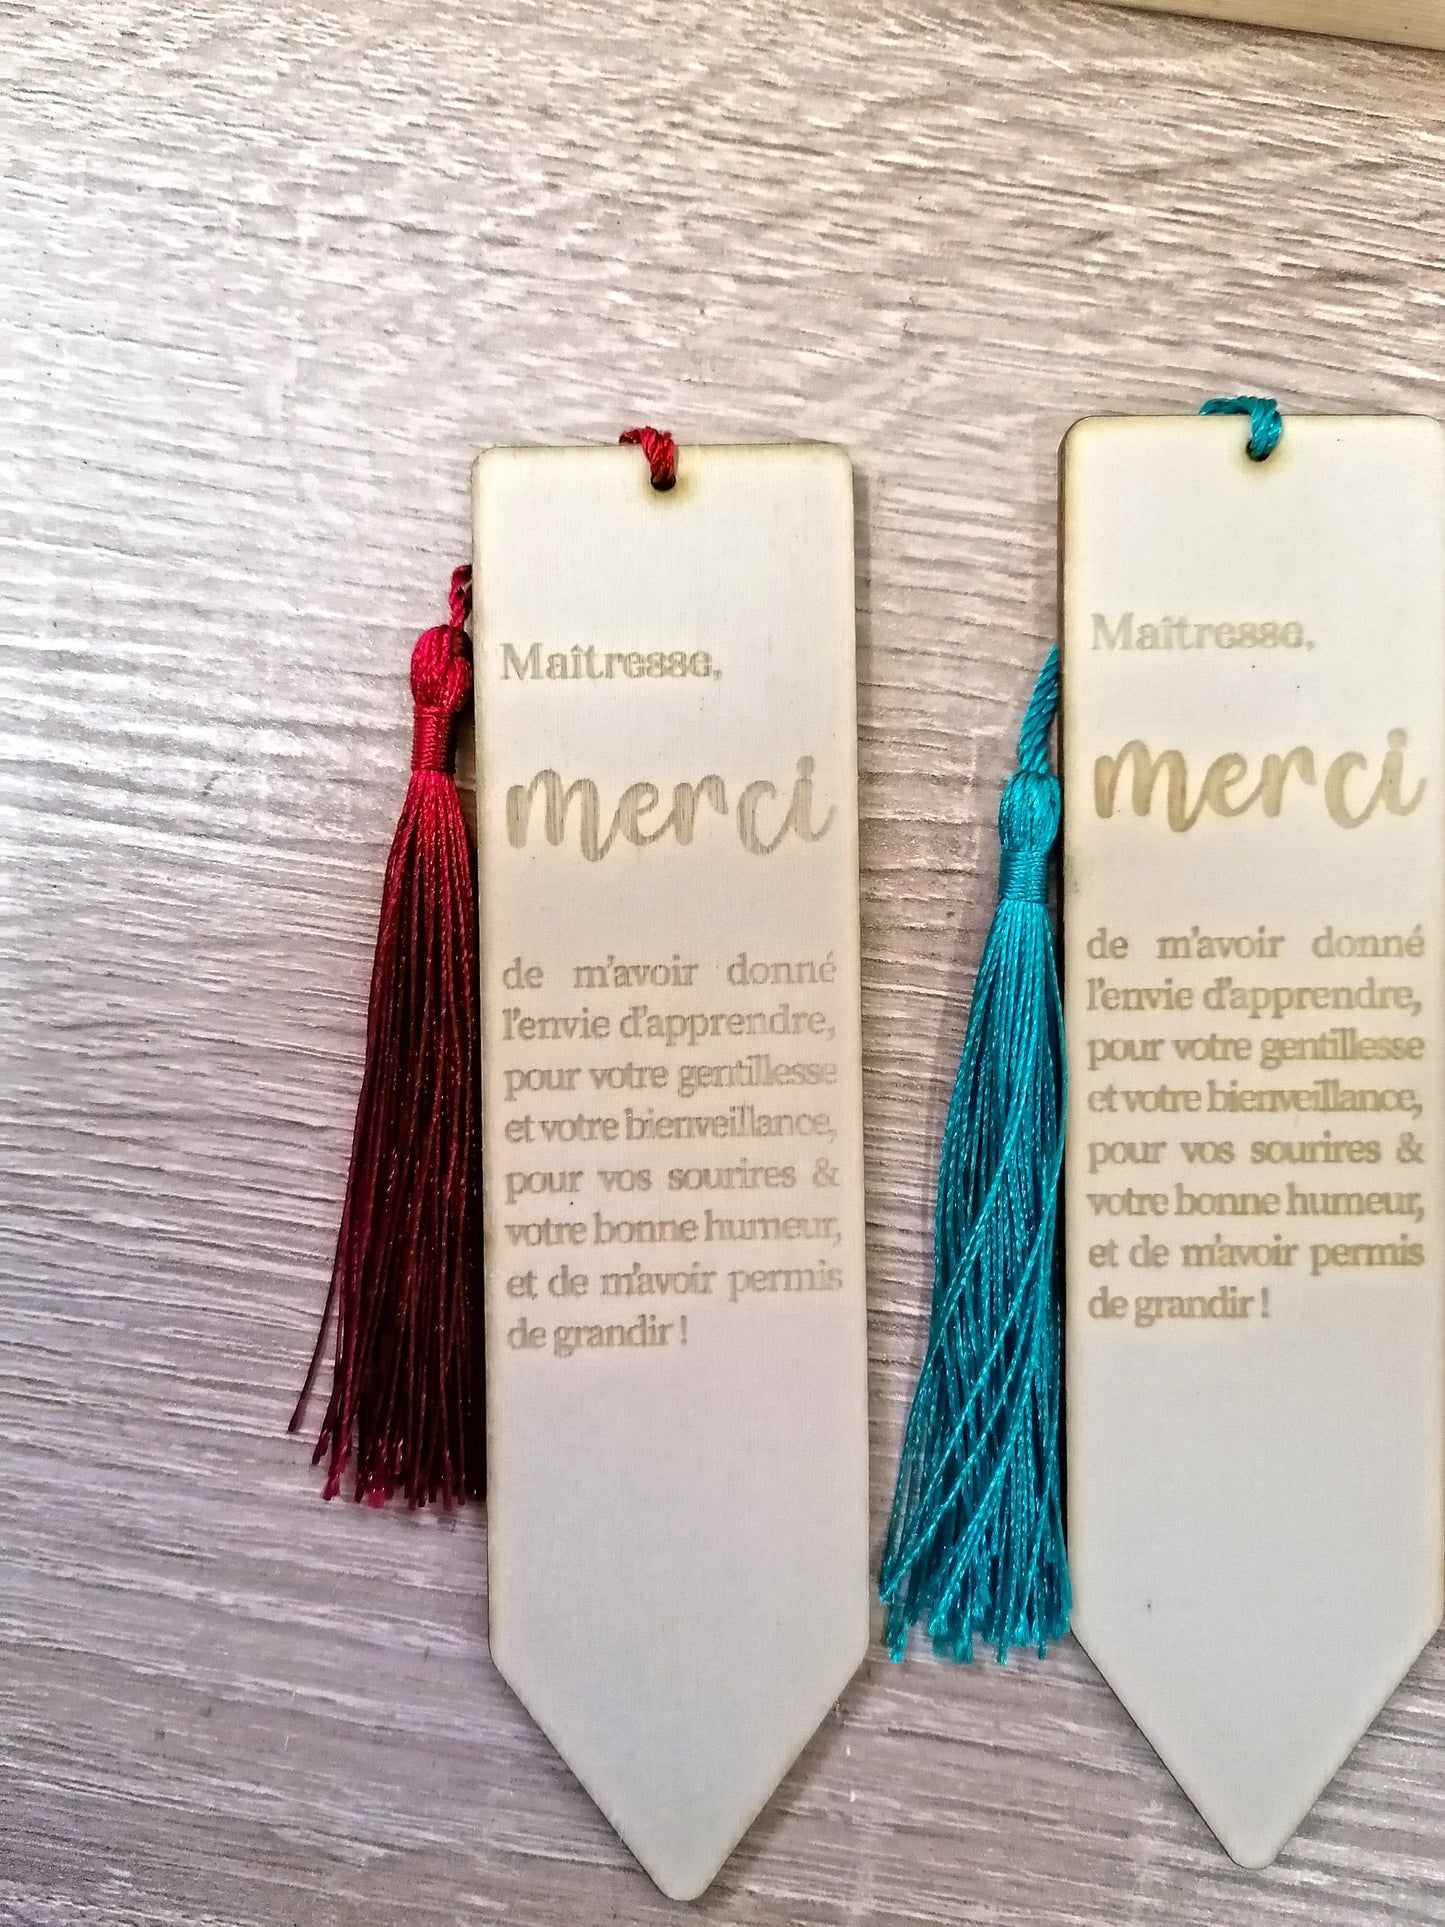 Maîtresse,
merci
de m'avoir donné
l'envie d'apprendre,
pour votre gentillesse
et votre bienveillance,
pour vos sourires &
votre bonne humeur,
et de m'avoir permis
de grandir !
Maîtresse,
merci
de m'avoir donné
l'envie d'apprendre,
pour votre gentillesse
et votre bienveillance,
pour vos sourires &
votre bonne humeur,
et de m'avoir permis
de grandir !